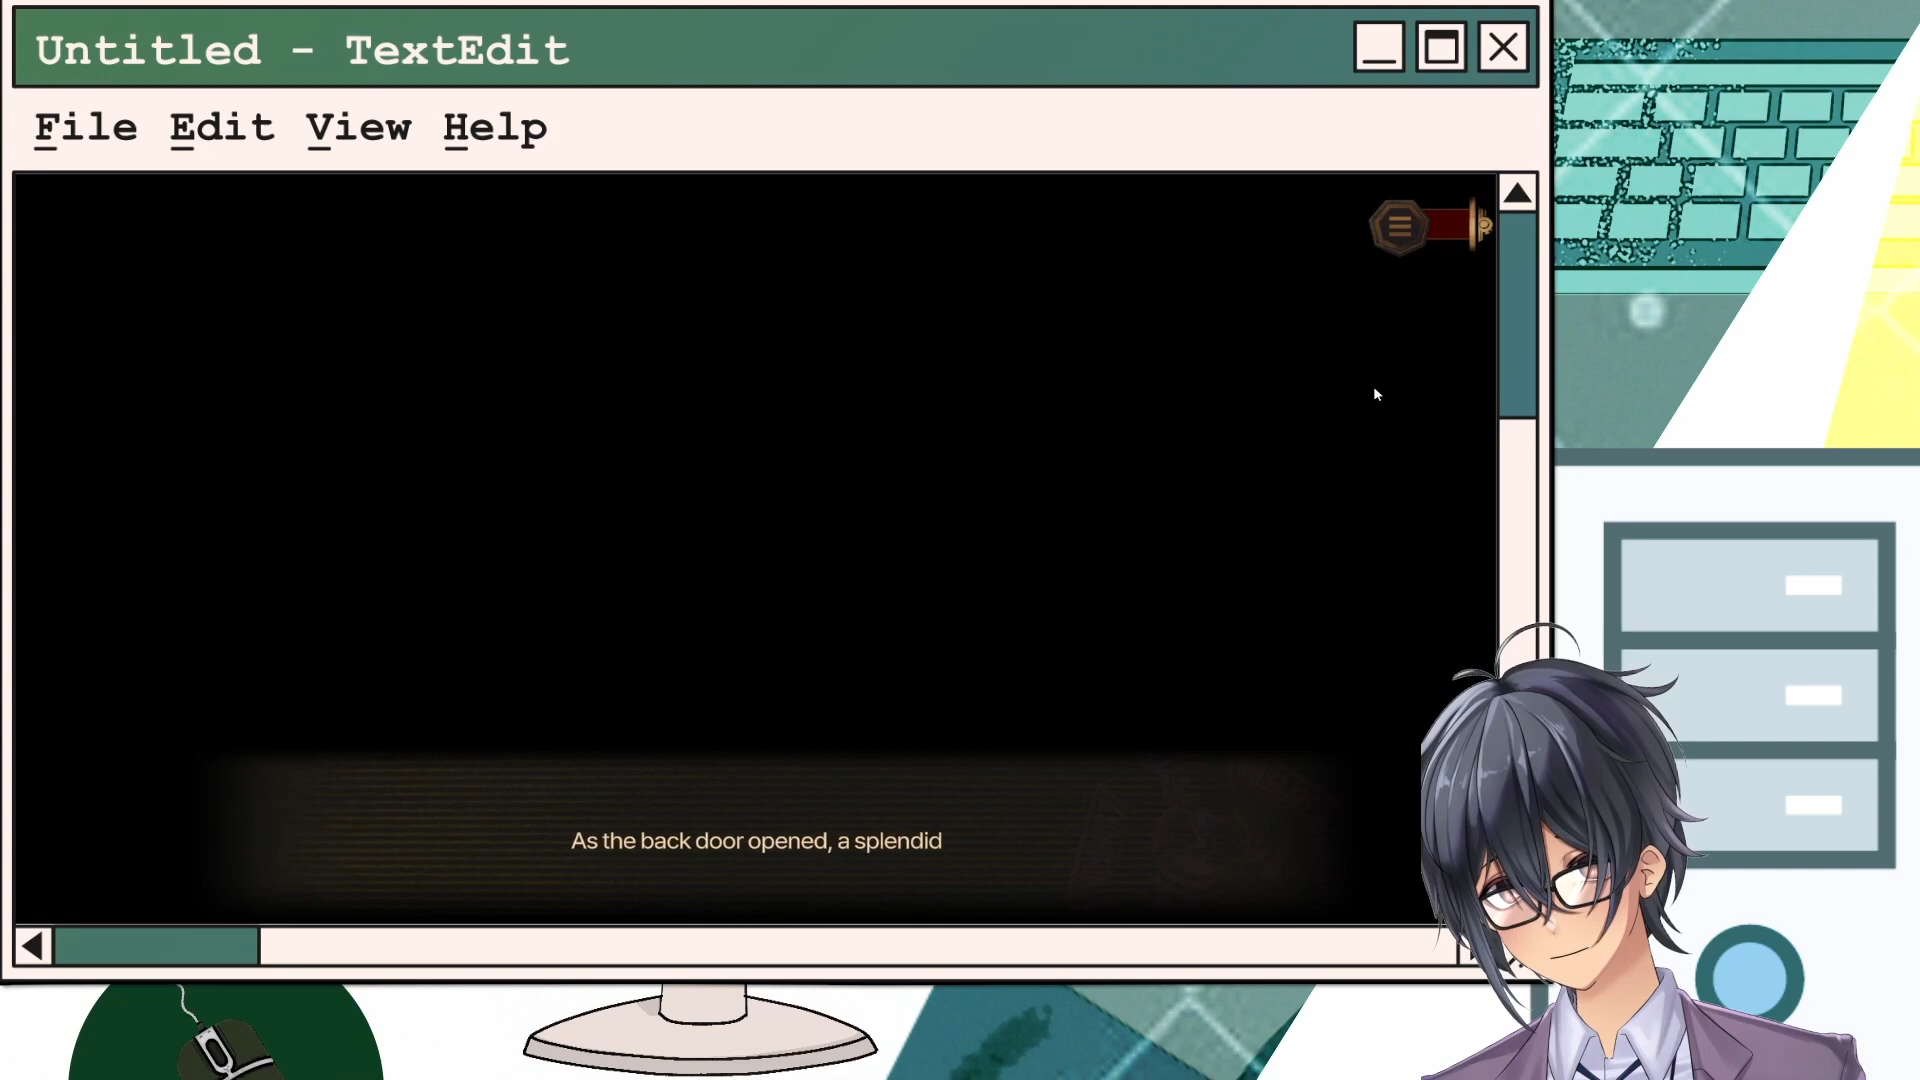 Untitled - TextEdit
File Edit View Help
As the back door opened, a splendid